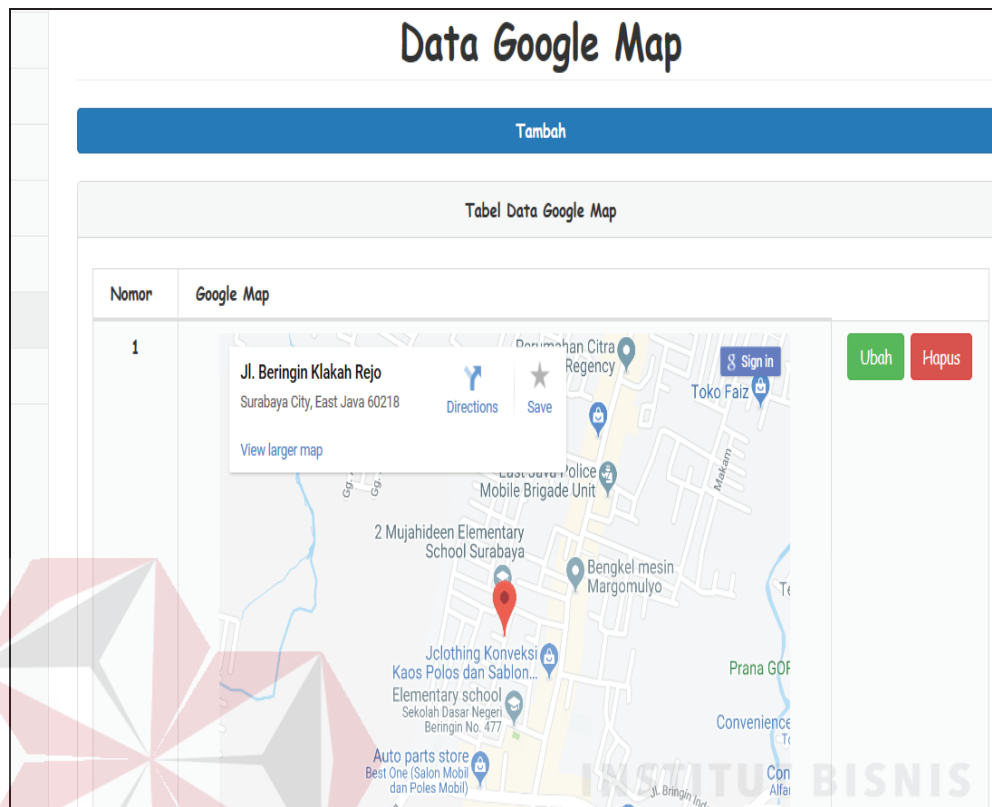 Data Google Map
Tambah
Tabel Data Google Map
Nomor
Google Map
1
Jl. Beringin Klakah Rejo
Surabaya City, East Java 60218
View larger map
Directions
Save
Sign in
Ubah
Hapus
Citra
Regency
Toko Faiz
Makam
Gg.
Gg.
East Java Police
Mobile Brigade Unit
2 Mujahideen Elementary
School Surabaya
Bengkel mesin
Margomulyo
Jclothing Konveksi
Kaos Polos dan Sablon...
Prana GOR
Elementary school
Sekolah Dasar Negeri
Beringin No. 477
Convenience
Auto parts store
Best One (Salon Mobil
dan Poles Mobil)
Jl. Bringin
INSTITUT BISNIS